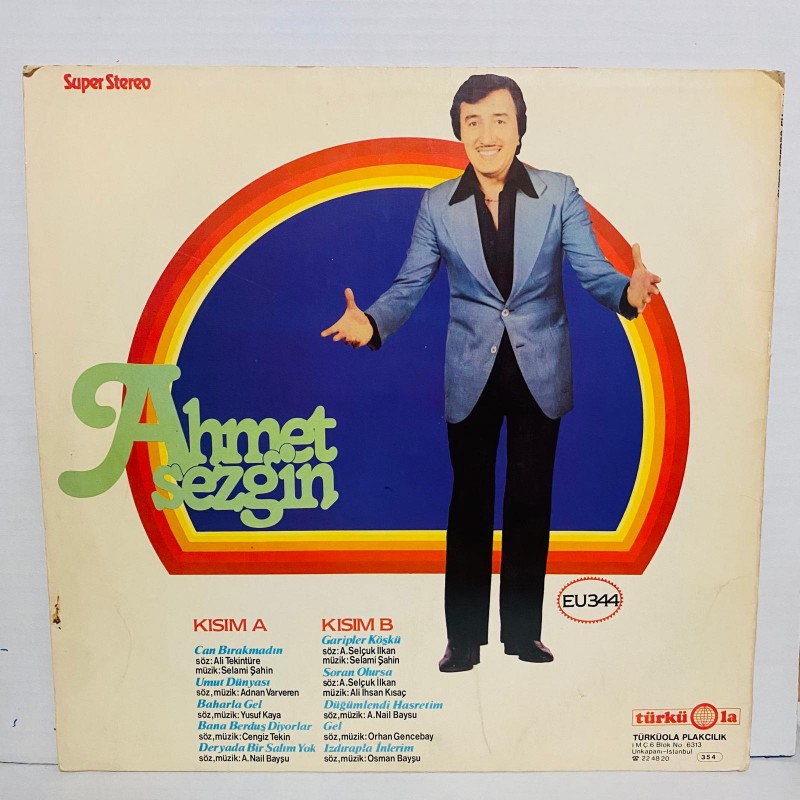 Super Stereo
Ahmet
sezgin
EU344
KISIM A
Can Bırakmadın
söz: Ali Tekintüre
müzik: Selami Şahin
Umut Dünyası
söz, müzik: Adnan Varveren
Baharla Gel
söz, müzik: Yusuf Kaya
Bana Berduş Diyorlar
söz, müzik: Cengiz Tekin
Deryada Bir Salım Yok
söz, müzik: A.Nail Bayşu
KISIM B
Garipler Köşkü
söz: A.Selçuk İlkan
müzik: Selami Şahin
Soran Olursa
söz: A.Selçuk İlkan
müzik: Ali İhsan Kısaç
Düğümlendi Hasretim
söz, müzik: A.Nail Baysu
Gel
söz, müzik: Orhan Gencebay
Izdırapla İnlerim
söz, müzik: Osman Bayşu
türküola
TÜRKÜOLA PLAKCILIK
İ.M.Ç. 6 Blok No: 6313
Unkapanı-İstanbul
☎ 22 48 20
354